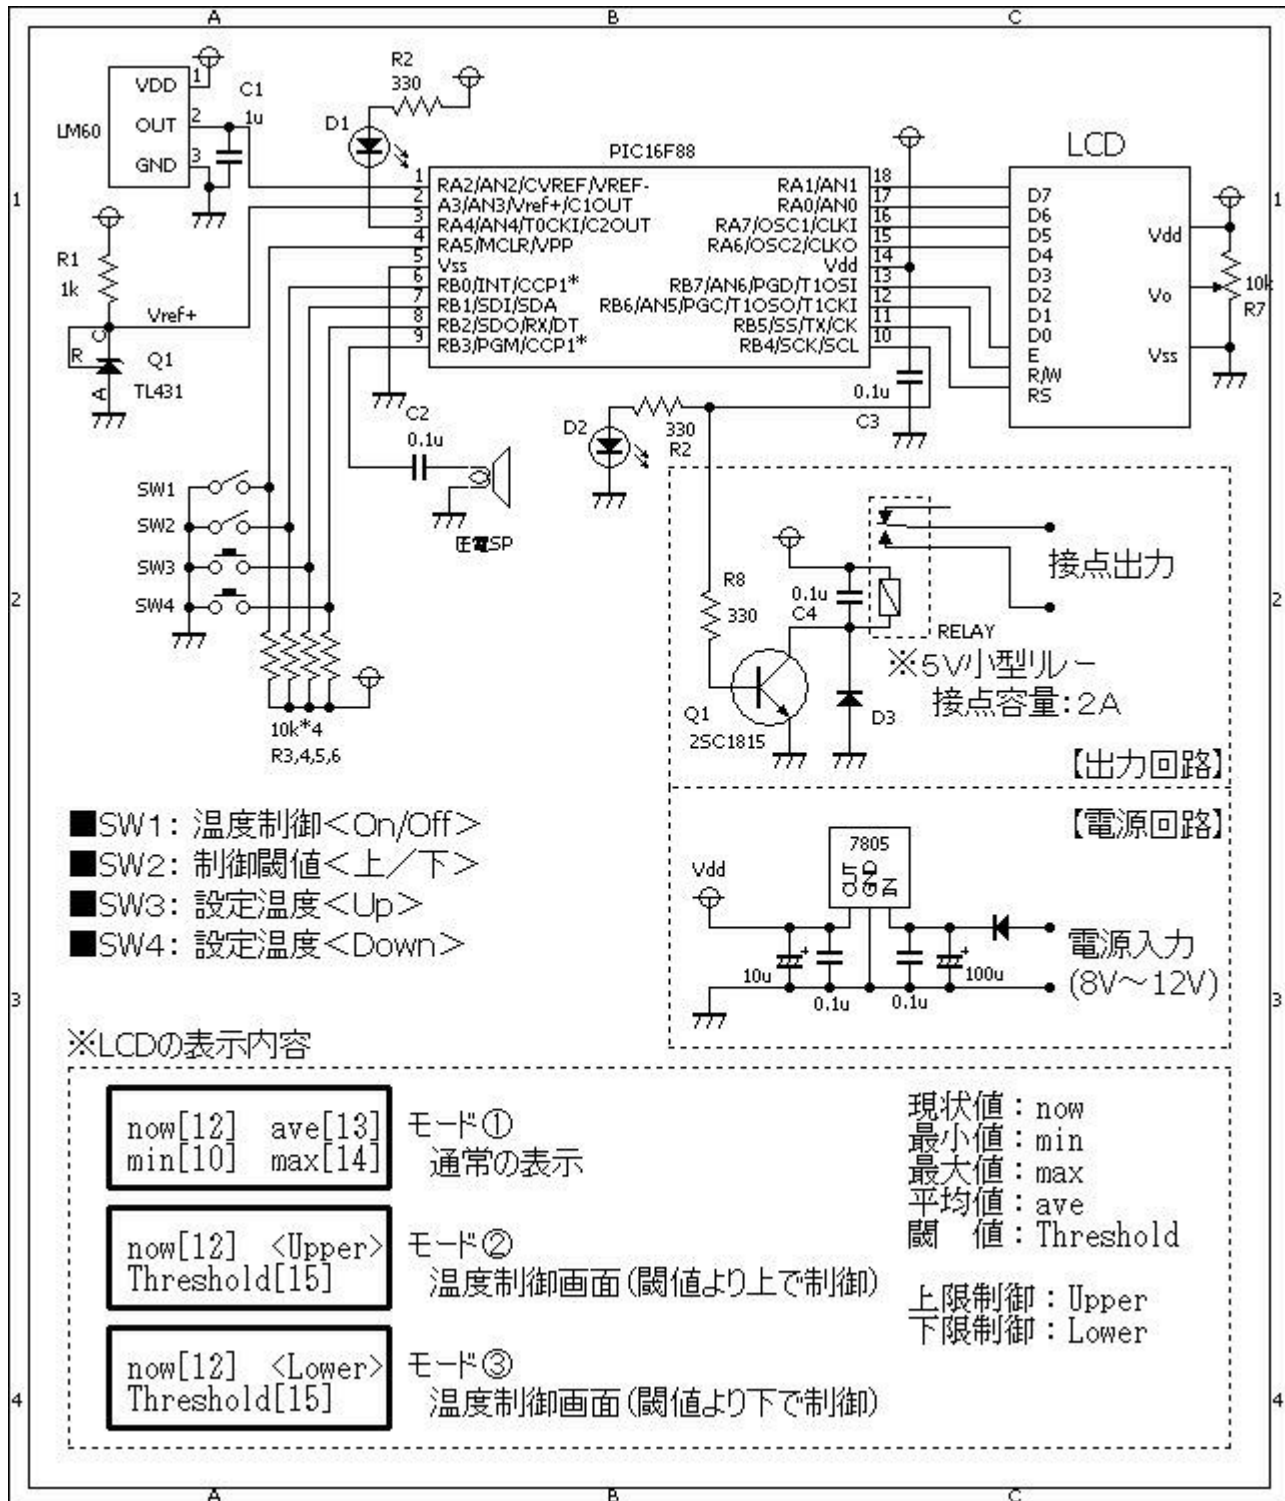 A B C
VDD 1
OUT 2
GND 3
LM60
C1
1u
R2
330
D1
PIC16F88
LCD
1 1
1 RA2/AN2/CVREF/VREF-
2 A3/AN3/Vref+/C1OUT
3 RA4/AN4/T0CKI/C2OUT
4 RA5/MCLR/VPP
5 Vss
6 RB0/INT/CCP1*
7 RB1/SDI/SDA
8 RB2/SDO/RX/DT
9 RB3/PGM/CCP1*
RA1/AN1 18
RA0/AN0 17
RA7/OSC1/CLKI 16
RA6/OSC2/CLKO 15
Vdd 14
RB7/AN6/PGD/T1OSI 13
RB6/AN5/PGC/T1OSO/T1CKI 12
RB5/SS/TX/CK 11
RB4/SCK/SCL 10
D7
D6
D5
D4
D3
D2
D1
D0
E
R/W
RS
Vdd
Vo
Vss
10k
R7
R1
1k
Vref+
C
R
A
Q1
TL431
C2
0.1u
圧電SP
D2
330
R2
0.1u
C3
SW1
SW2
SW3
SW4
10k*4
R3,4,5,6
2 2
R8
330
0.1u
C4
RELAY
接点出力
※5V小型リレー
接点容量:2A
Q1
2SC1815
D3
【出力回路】
■SW1: 温度制御<On/Off>
■SW2: 制御閾値<上/下>
■SW3: 設定温度<Up>
■SW4: 設定温度<Down>
【電源回路】
7805
OUT
GND
IN
Vdd
10u
+
0.1u
0.1u
+
100u
電源入力
(8V~12V)
3 3
※LCDの表示内容
now[12] ave[13]
min[10] max[14]
モード①
通常の表示
now[12] <Upper>
Threshold[15]
モード②
温度制御画面(閾値より上で制御)
now[12] <Lower>
Threshold[15]
モード③
温度制御画面(閾値より下で制御)
現状値:now
最小値:min
最大値:max
平均値:ave
閾 値:Threshold
上限制御:Upper
下限制御:Lower
4 4
A B C